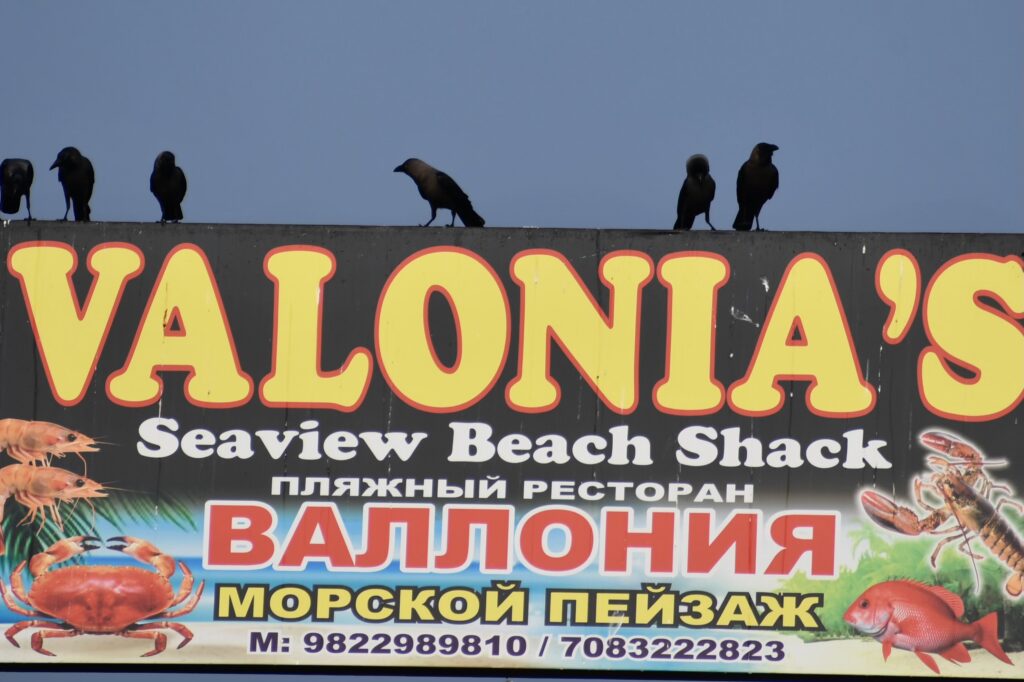 VALONIA'S
Seaview Beach Shack
ПЛЯЖНЫЙ РЕСТОРАН
ВАЛЛОНИЯ
МОРСКОЙ ПЕЙЗАЖ
M: 9822989810 / 7083222823